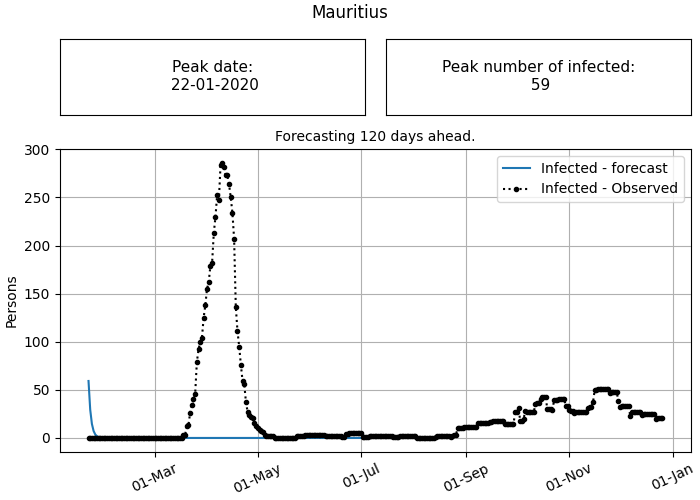 Mauritius
Peak date:
22-01-2020
Peak number of infected:
59
Forecasting 120 days ahead.
Infected - forecast
Infected - Observed
Persons
300
250
200
150
100
50
0
01-Mar
01-May
01-Jul
01-Sep
01-Nov
01-Jan